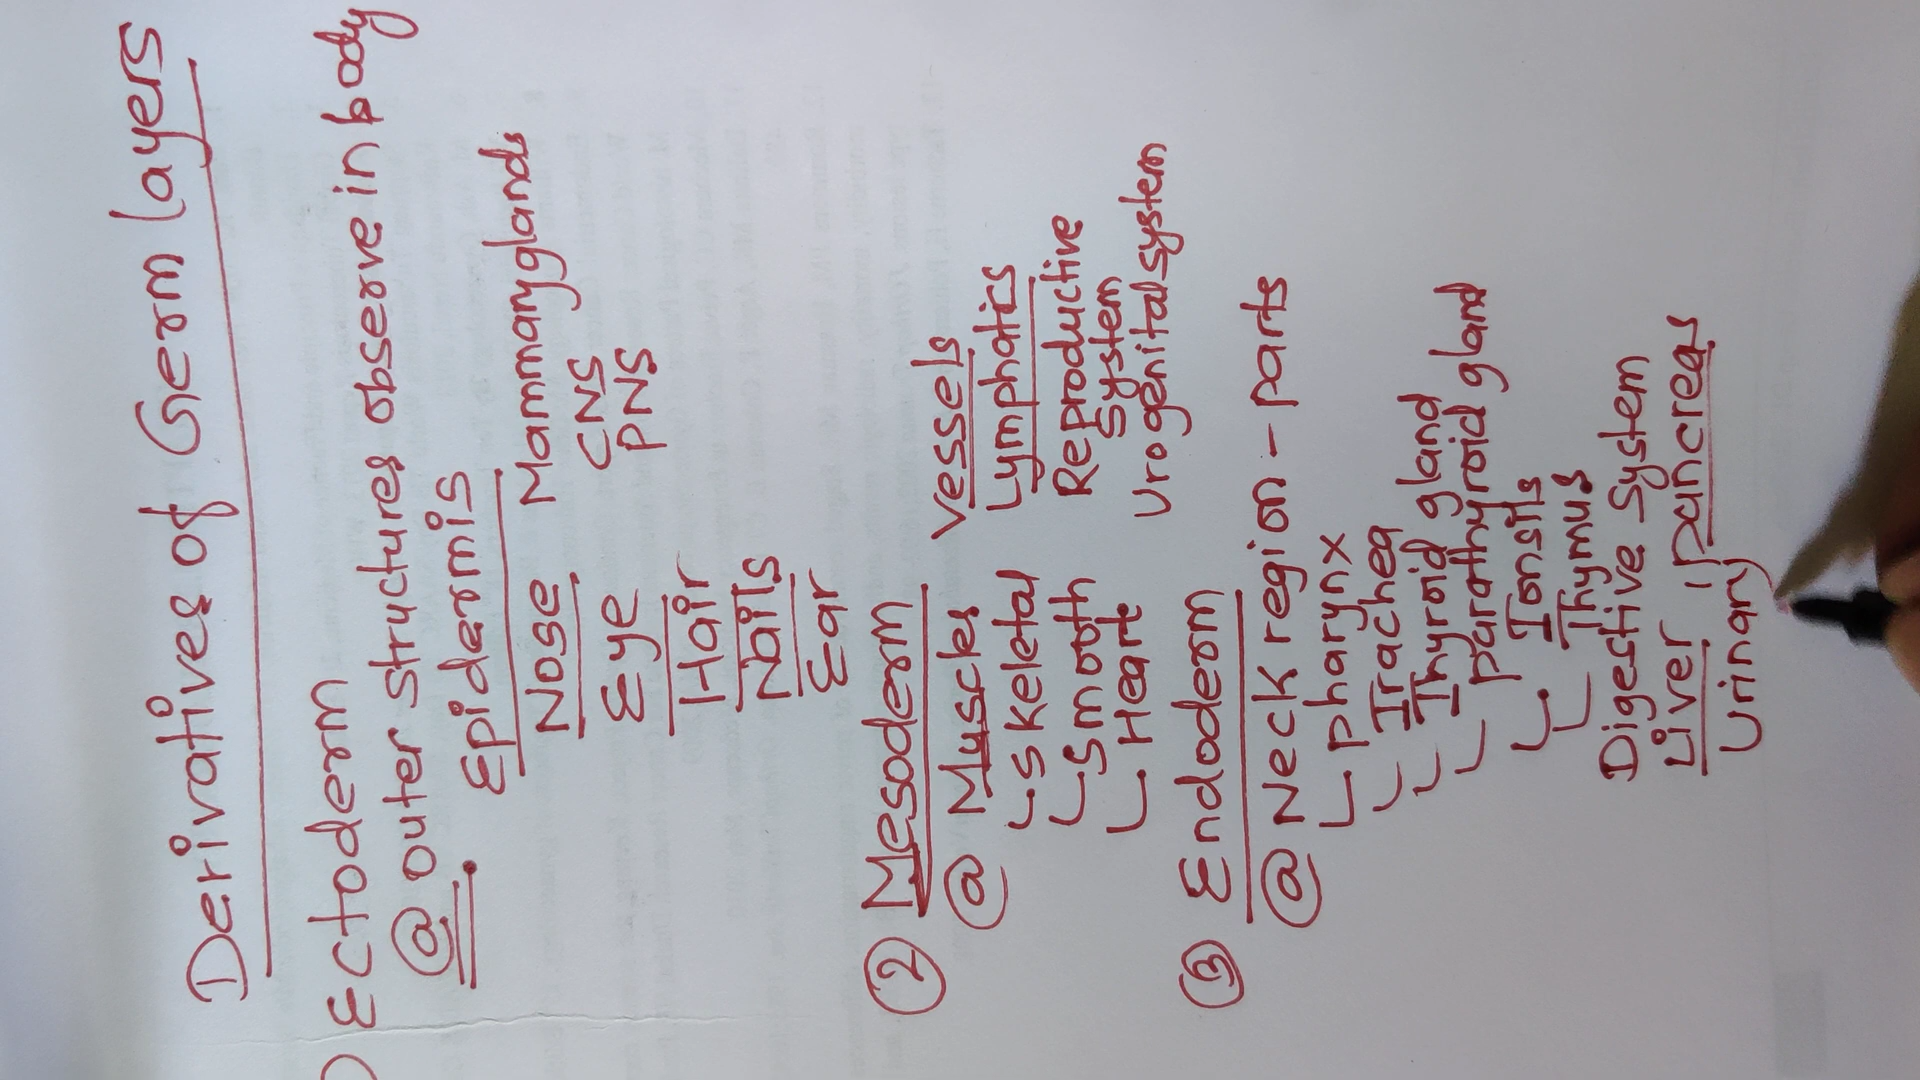 Derivatives of Germ layers
Ectoderm
@ outer structures observe in body
Epidermis
Nose Mammaryglands
Eye CNS
Hair PNS
Nails
Ear
2 Mesoderm
@ Muscles Vessels
Skeletal Lymphatics
Smooth Reproductive
Heart System
Urogenital system
3 Endoderm
@ Neck region - parts
pharynx
Trachea
Thyroid gland
parathyroid gland
Tonsils
Thymus
Digestive System
Liver, pancreas
Urinary